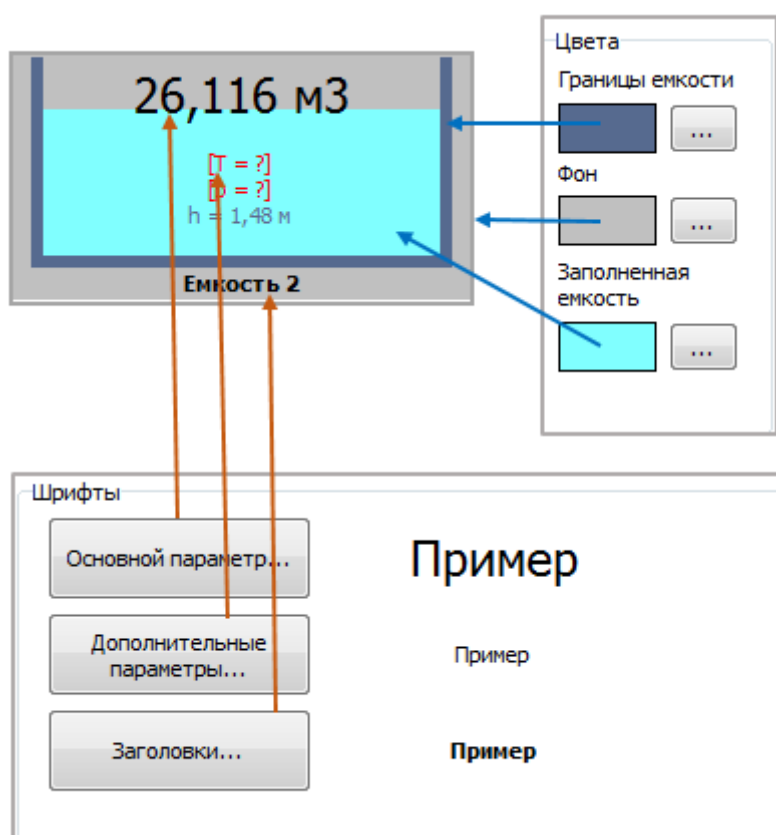 26,116 м3
[T = ?]
h = 1,48 м
Емкость 2
Цвета
Границы емкости
...
Фон
...
Заполненная
емкость
...
Шрифты
Основной параметр...
Пример
Дополнительные
параметры...
Пример
Заголовки...
Пример